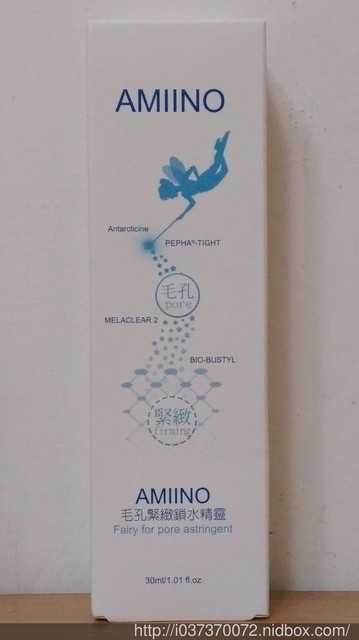 AMIINO
Antarcticine
PEPHA®-TIGHT
毛孔
pore
MELACLEAR 2
BIO-BUSTYL
緊緻
firming
AMIINO
毛孔緊緻鎖水精靈
Fairy for pore astringent
30ml/1.01 fl.oz
http://i037370072.nidbox.com/